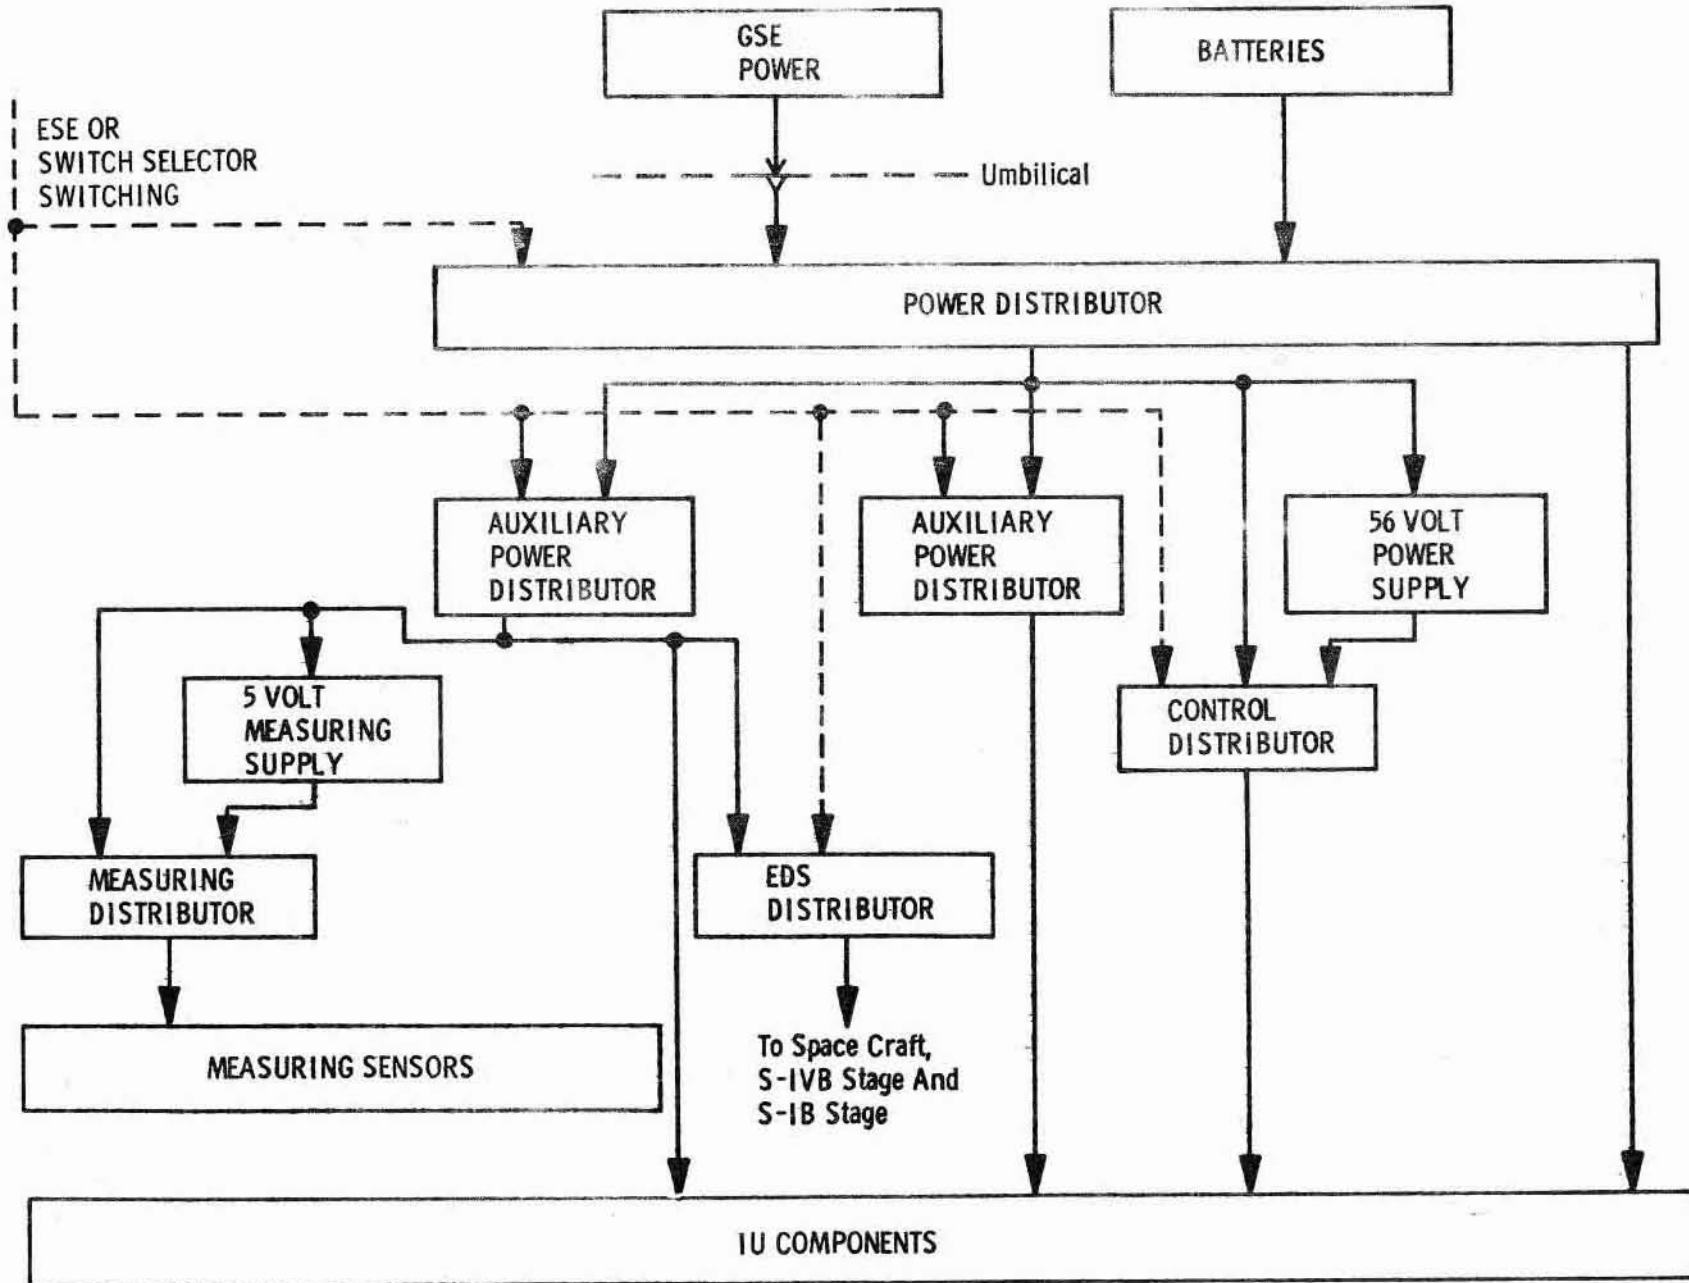 GSE
POWER
BATTERIES
ESE OR
SWITCH SELECTOR
SWITCHING
Umbilical
POWER DISTRIBUTOR
AUXILIARY
POWER
DISTRIBUTOR
AUXILIARY
POWER
DISTRIBUTOR
56 VOLT
POWER
SUPPLY
5 VOLT
MEASURING
SUPPLY
CONTROL
DISTRIBUTOR
MEASURING
DISTRIBUTOR
EDS
DISTRIBUTOR
MEASURING SENSORS
To Space Craft,
S-IVB Stage And
S-IB Stage
IU COMPONENTS